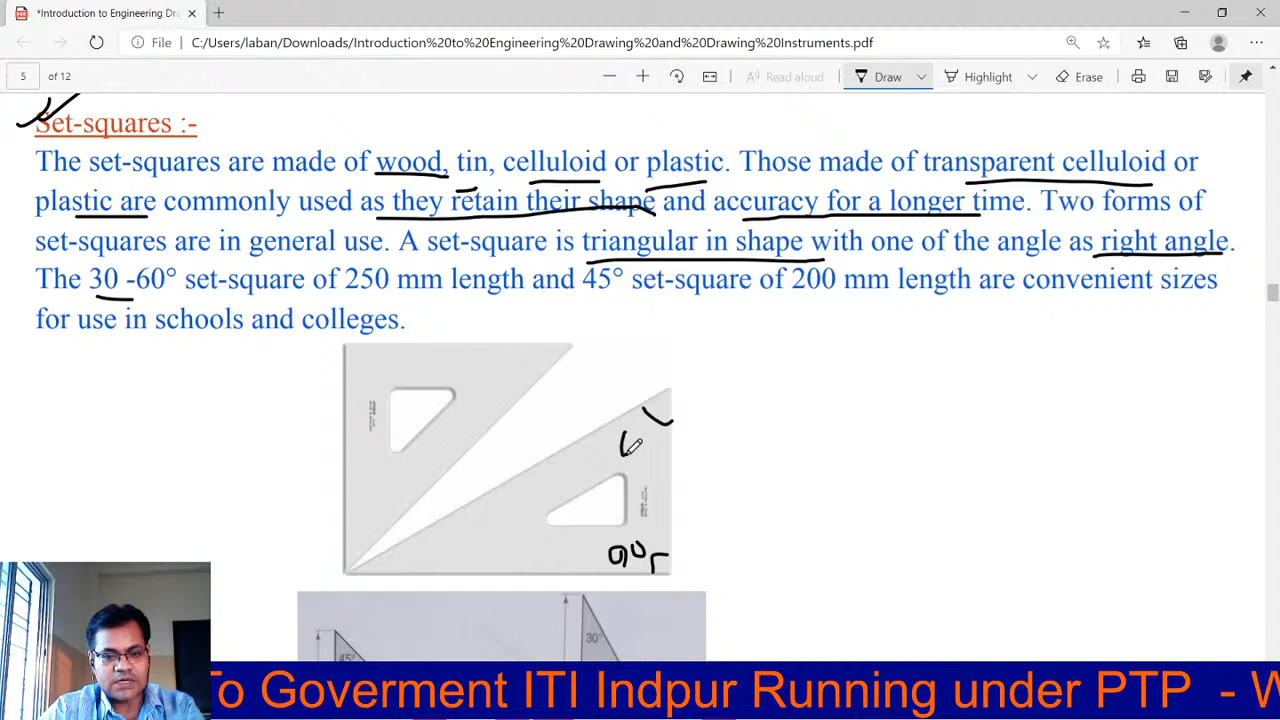 *Introduction to Engineering Dra
File
C:/Users/laban/Downloads/Introduction%20to%20Engineering%20Drawing%20and%20Drawing%20Instruments.pdf
5 of 12
Read aloud
Draw
Highlight
Erase
Set-squares :-
The set-squares are made of wood, tin, celluloid or plastic. Those made of transparent celluloid or
plastic are commonly used as they retain their shape and accuracy for a longer time. Two forms of
set-squares are in general use. A set-square is triangular in shape with one of the angle as right angle.
The 30 -60° set-square of 250 mm length and 45° set-square of 200 mm length are convenient sizes
for use in schools and colleges.
90°
30°
45°
To Goverment ITI Indpur Running under PTP - W